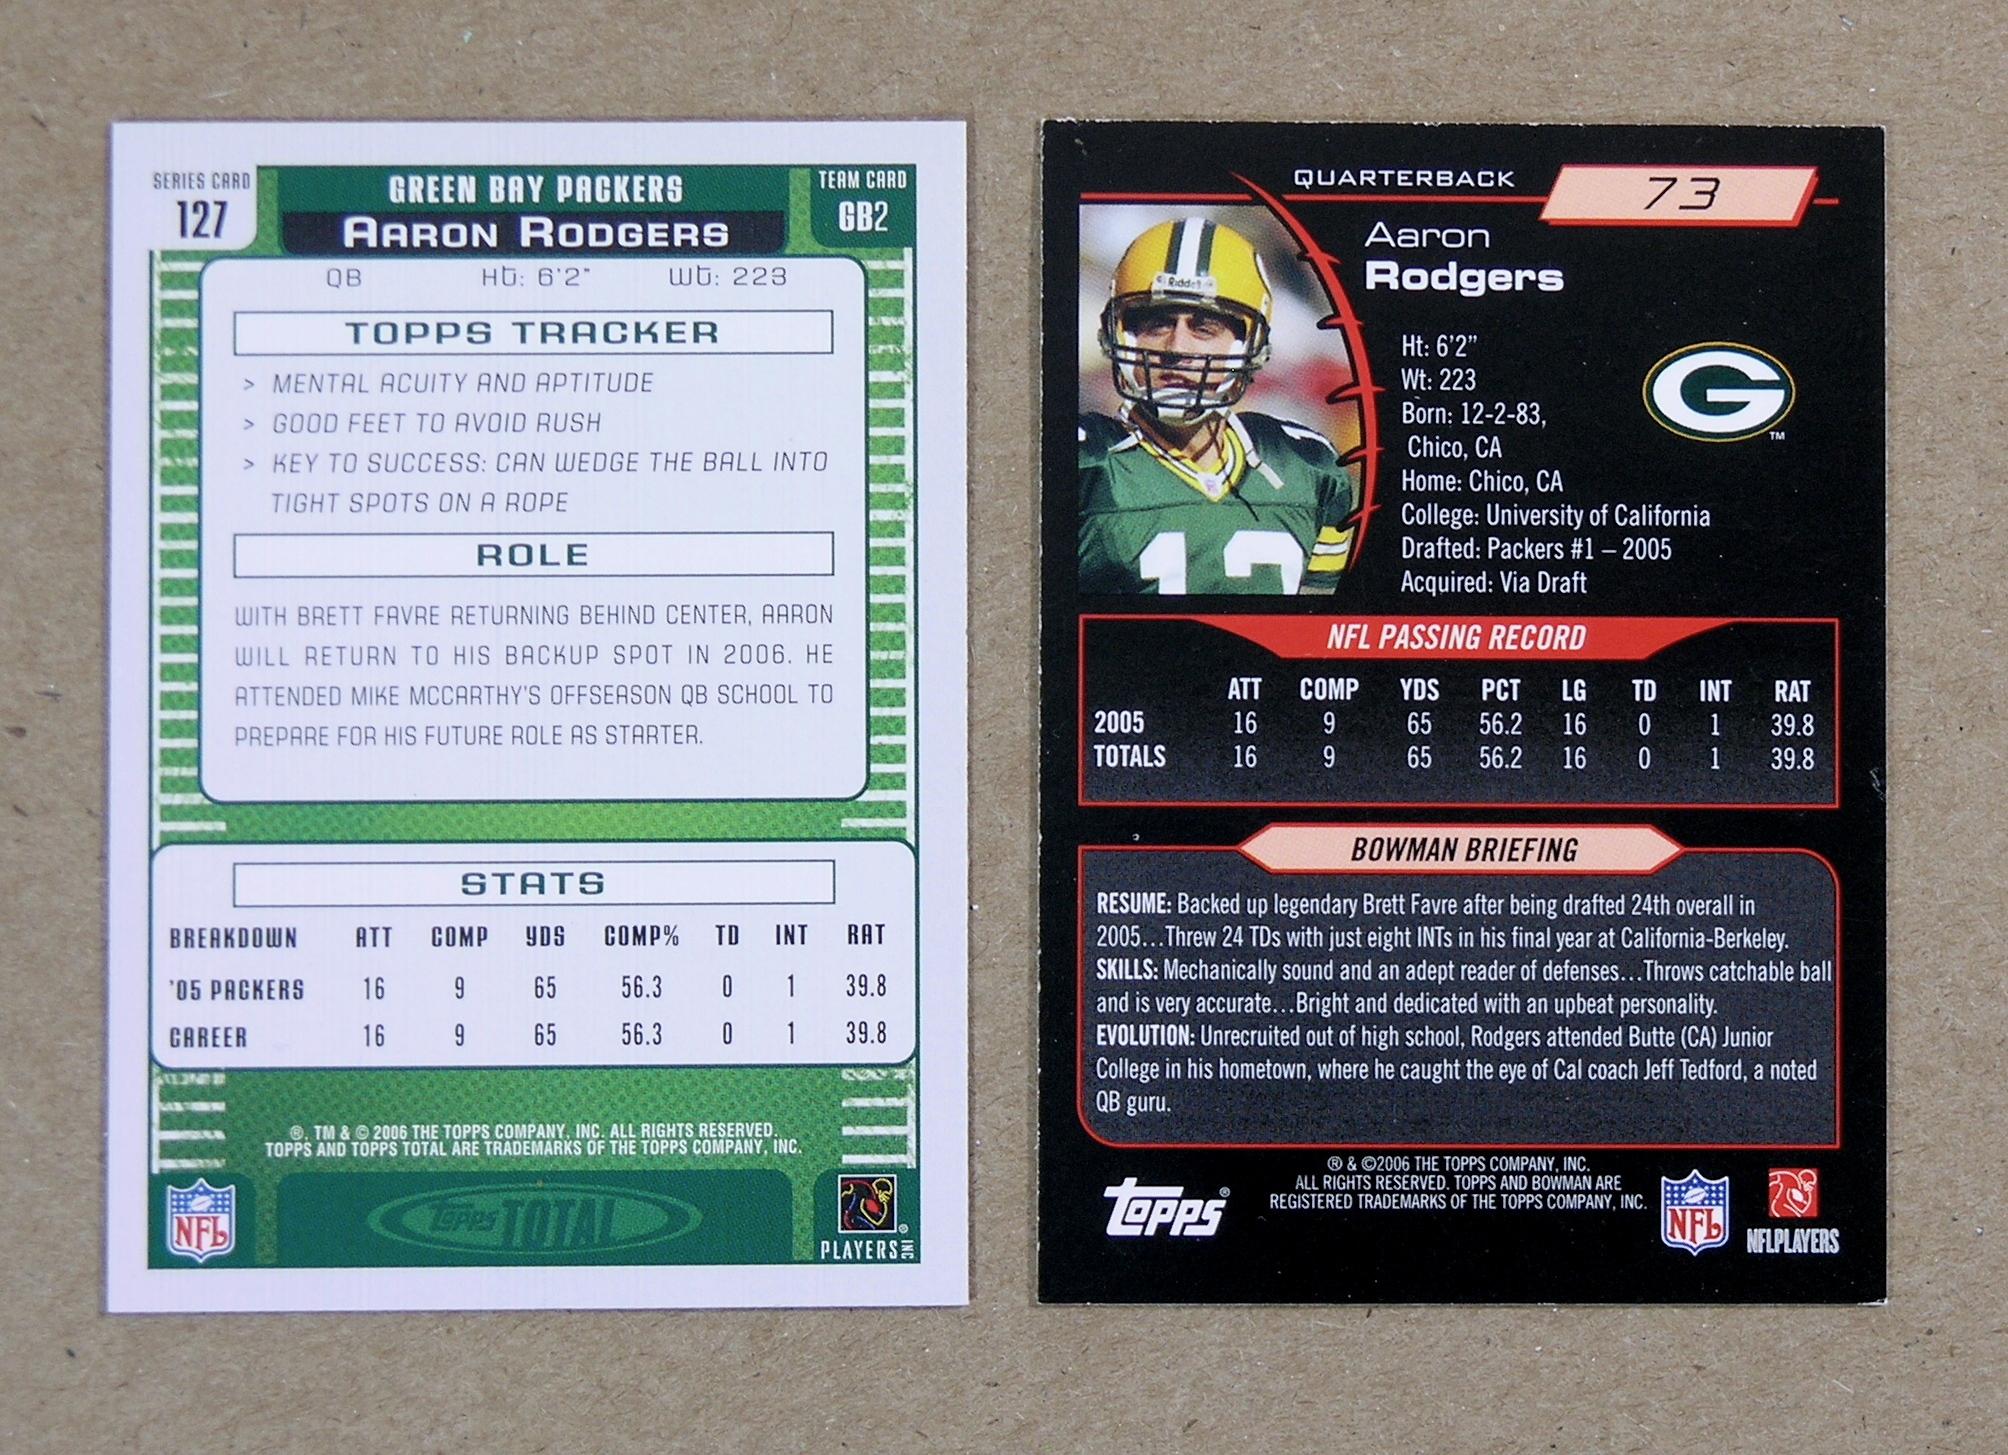 SERIES CARD
127
GREEN BAY PACKERS
AARON RODGERS
TEAM CARD
GB2
QB Ht: 6'2" Wt: 223
TOPPS TRACKER
> MENTAL ACUITY AND APTITUDE
> GOOD FEET TO AVOID RUSH
> KEY TO SUCCESS: CAN WEDGE THE BALL INTO
TIGHT SPOTS ON A ROPE
ROLE
WITH BRETT FAVRE RETURNING BEHIND CENTER, AARON
WILL RETURN TO HIS BACKUP SPOT IN 2006. HE
ATTENDED MIKE MCCARTHY'S OFFSEASON QB SCHOOL TO
PREPARE FOR HIS FUTURE ROLE AS STARTER.
STATS
BREAKDOWN ATT COMP YDS COMP% TD INT RAT
'05 PACKERS 16 9 65 56.3 0 1 39.8
CAREER 16 9 65 56.3 0 1 39.8
®, TM & © 2006 THE TOPPS COMPANY, INC. ALL RIGHTS RESERVED.
TOPPS AND TOPPS TOTAL ARE TRADEMARKS OF THE TOPPS COMPANY, INC.
NFL
Topps TOTAL
PLAYERS INC ®
QUARTERBACK
73
Aaron
Rodgers
Riddell
12
Ht: 6'2"
Wt: 223
Born: 12-2-83,
Chico, CA
Home: Chico, CA
College: University of California
Drafted: Packers #1 – 2005
Acquired: Via Draft
G
TM
NFL PASSING RECORD
ATT COMP YDS PCT LG TD INT RAT
2005 16 9 65 56.2 16 0 1 39.8
TOTALS 16 9 65 56.2 16 0 1 39.8
BOWMAN BRIEFING
RESUME: Backed up legendary Brett Favre after being drafted 24th overall in
2005…Threw 24 TDs with just eight INTs in his final year at California-Berkeley.
SKILLS: Mechanically sound and an adept reader of defenses…Throws catchable ball
and is very accurate…Bright and dedicated with an upbeat personality.
EVOLUTION: Unrecruited out of high school, Rodgers attended Butte (CA) Junior
College in his hometown, where he caught the eye of Cal coach Jeff Tedford, a noted
QB guru.
Topps®
® & ©2006 THE TOPPS COMPANY, INC.
ALL RIGHTS RESERVED. TOPPS AND BOWMAN ARE
REGISTERED TRADEMARKS OF THE TOPPS COMPANY, INC.
NFL
NFLPLAYERS